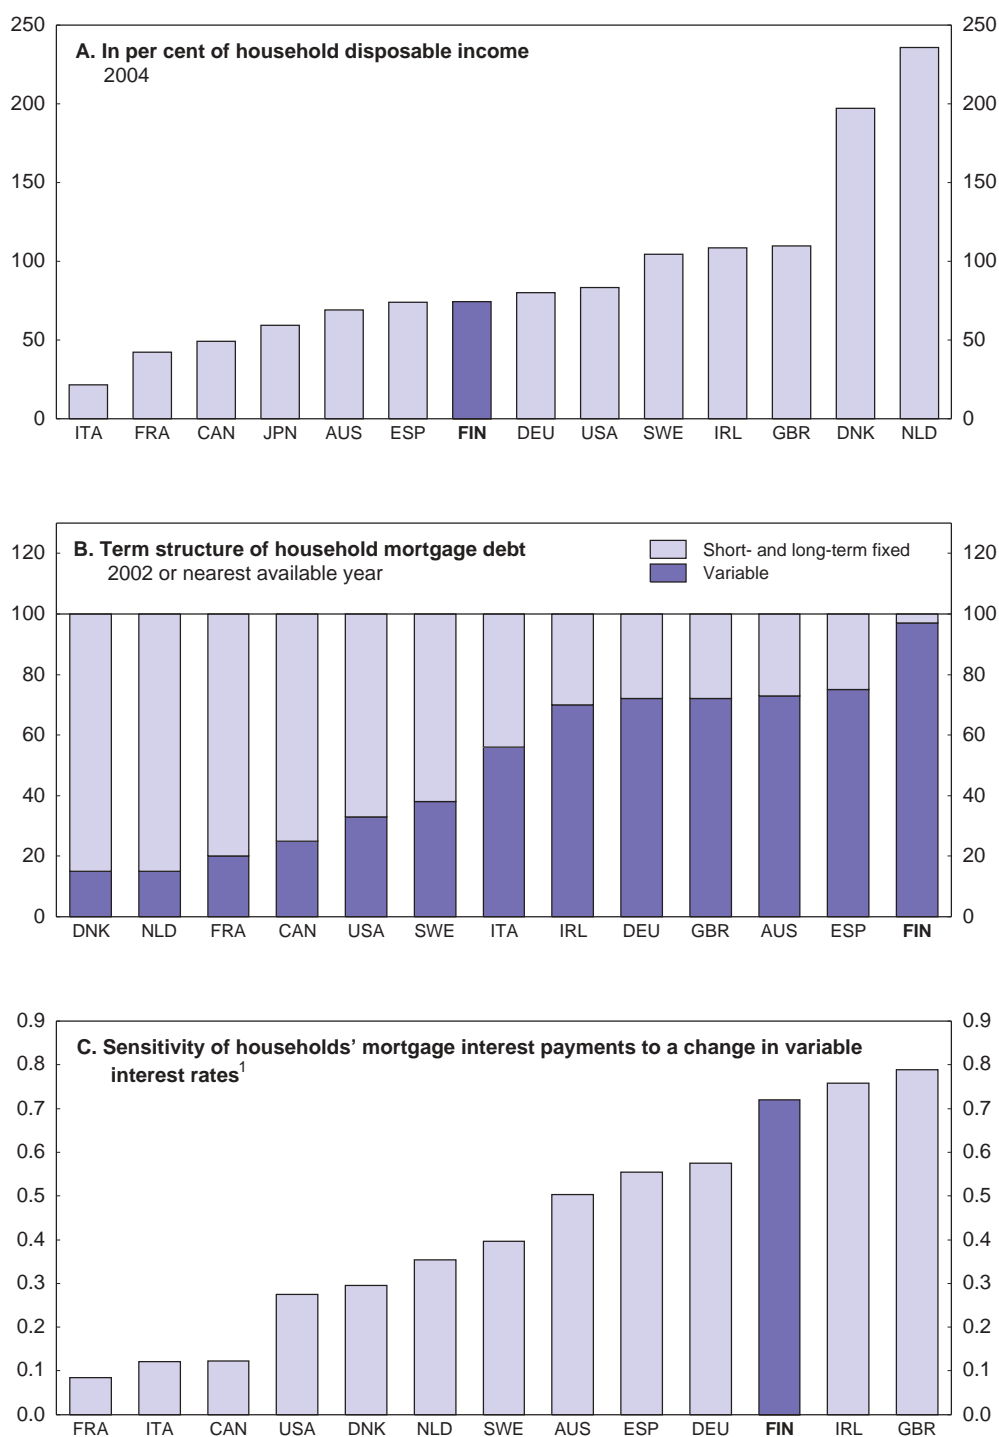 250 250
A. In per cent of household disposable income
2004
200 200
150 150
100 100
50 50
0 0
ITA FRA CAN JPN AUS ESP FIN DEU USA SWE IRL GBR DNK NLD
120 120
B. Term structure of household mortgage debt
2002 or nearest available year
Short- and long-term fixed
Variable
100 100
80 80
60 60
40 40
20 20
0 0
DNK NLD FRA CAN USA SWE ITA IRL DEU GBR AUS ESP FIN
0.9 0.9
C. Sensitivity of households’ mortgage interest payments to a change in variable
interest rates1
0.8 0.8
0.7 0.7
0.6 0.6
0.5 0.5
0.4 0.4
0.3 0.3
0.2 0.2
0.1 0.1
0.0 0.0
FRA ITA CAN USA DNK NLD SWE AUS ESP DEU FIN IRL GBR